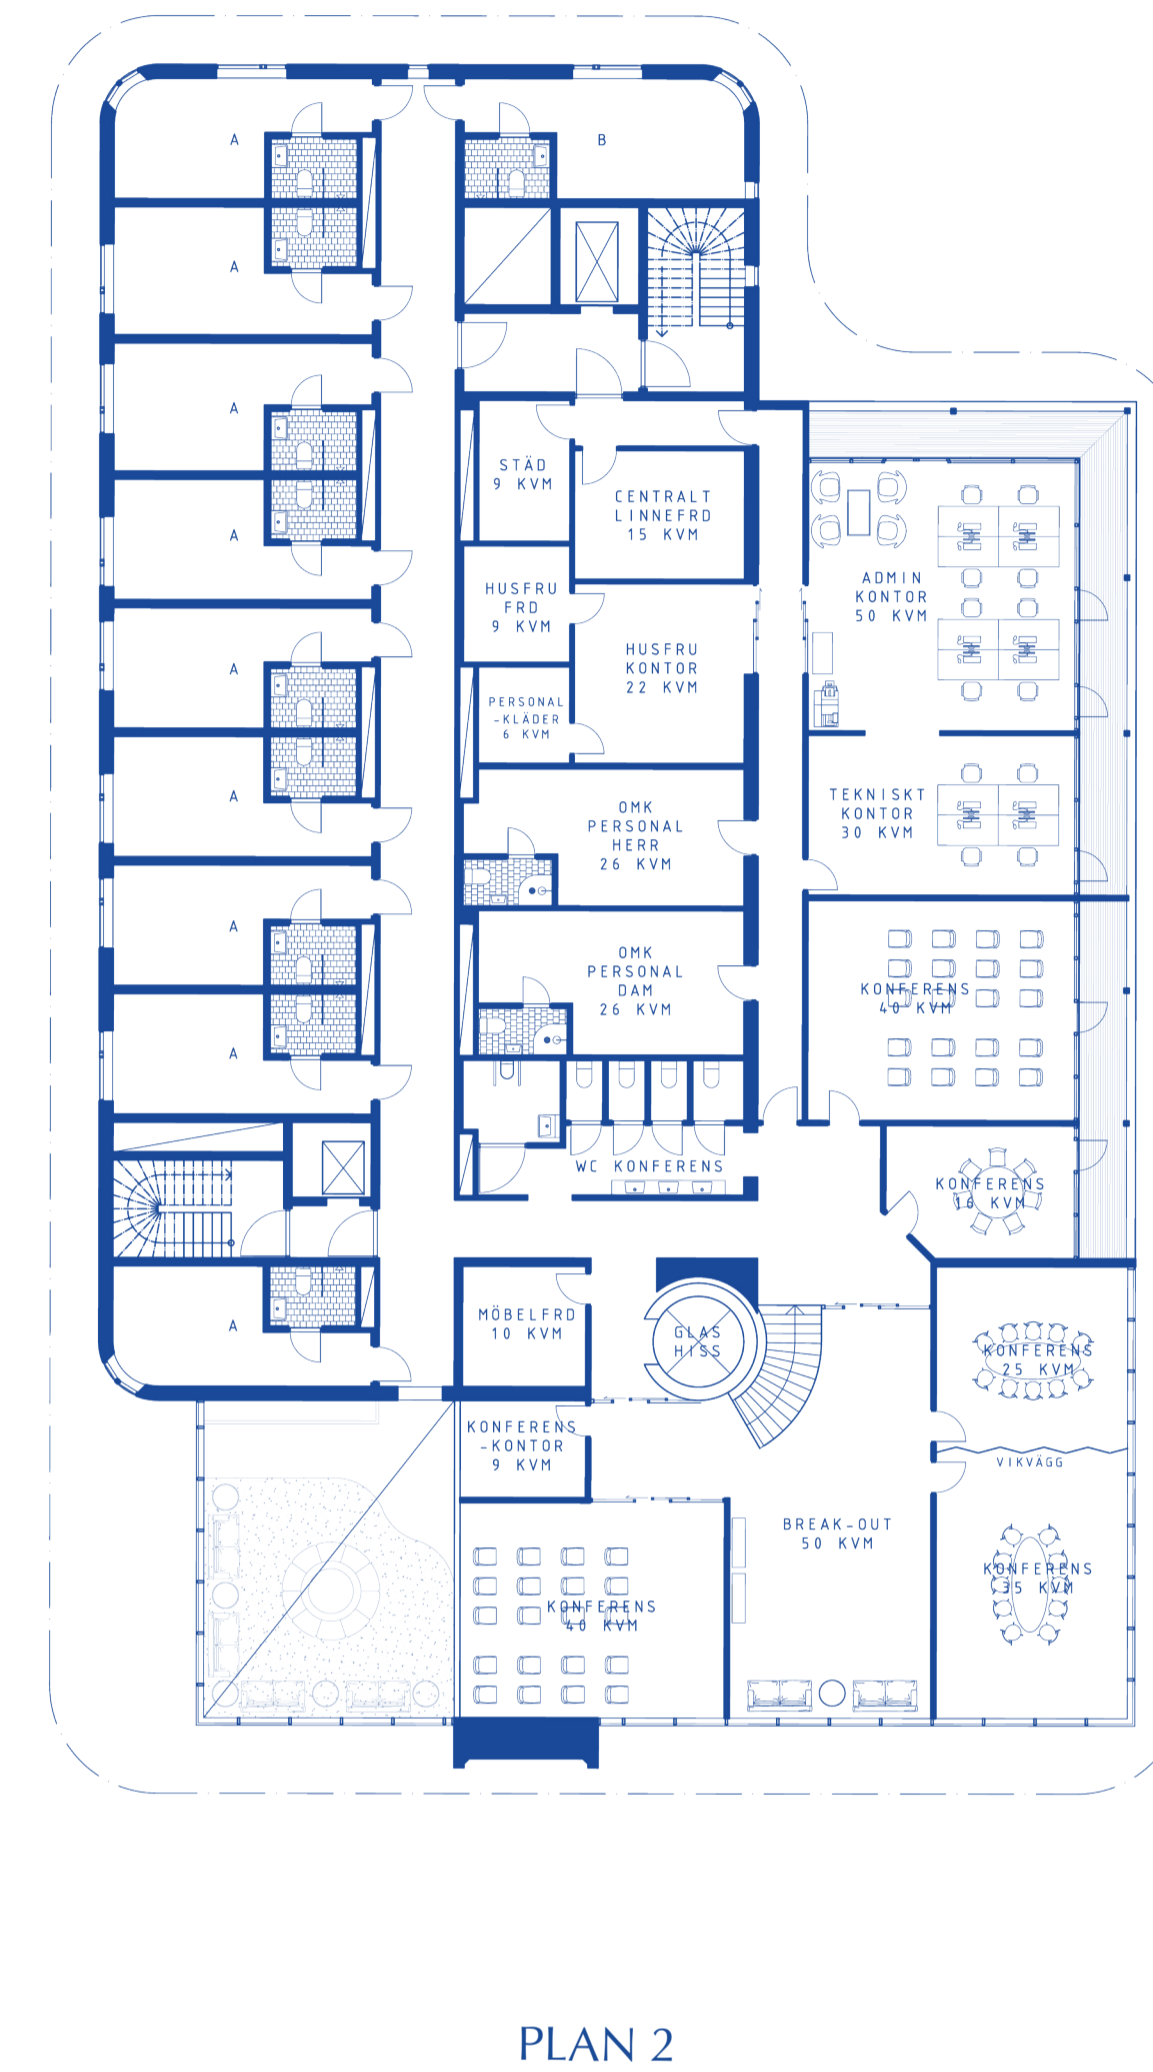 A
B
A
A
A
A
A
A
A
A
STÄD
9 KVM
CENTRALT
LINNEFRD
15 KVM
HUSFRU
FRD
9 KVM
HUSFRU
KONTOR
22 KVM
PERSONAL
-KLÄDER
6 KVM
ADMIN
KONTOR
50 KVM
TEKNISKT
KONTOR
30 KVM
OMK
PERSONAL
HERR
26 KVM
OMK
PERSONAL
DAM
26 KVM
KONFERENS
40 KVM
WC KONFERENS
KONFERENS
16 KVM
MÖBELFRD
10 KVM
GLAS
HISS
KONFERENS
25 KVM
KONFERENS
-KONTOR
9 KVM
VIKVÄGG
BREAK-OUT
50 KVM
KONFERENS
35 KVM
KONFERENS
40 KVM
PLAN 2